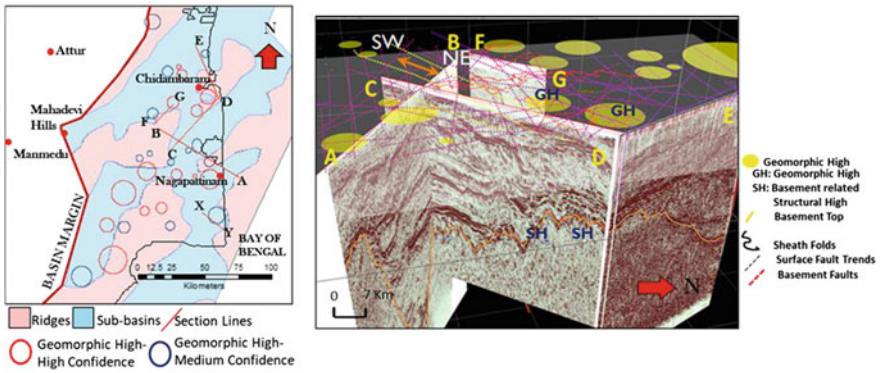 N
E
Attur
Chidambaram
Mahadevi
Hills
G
D
F
B
Manmedu
C
Nagapattinam
A
X
Y
BASIN MARGIN
BAY OF
BENGAL
0 12.5 25 50 75 100
Kilometers
Ridges Sub-basins Section Lines
Geomorphic High-
High Confidence
Geomorphic High-
Medium Confidence
SW
B F
NE
C
G
GH
GH
E
A
D
SH SH
0 7 Km
N
Geomorphic High
GH: Geomorphic High
SH: Basement related
Structural High
Basement Top
Sheath Folds
Surface Fault Trends
Basement Faults